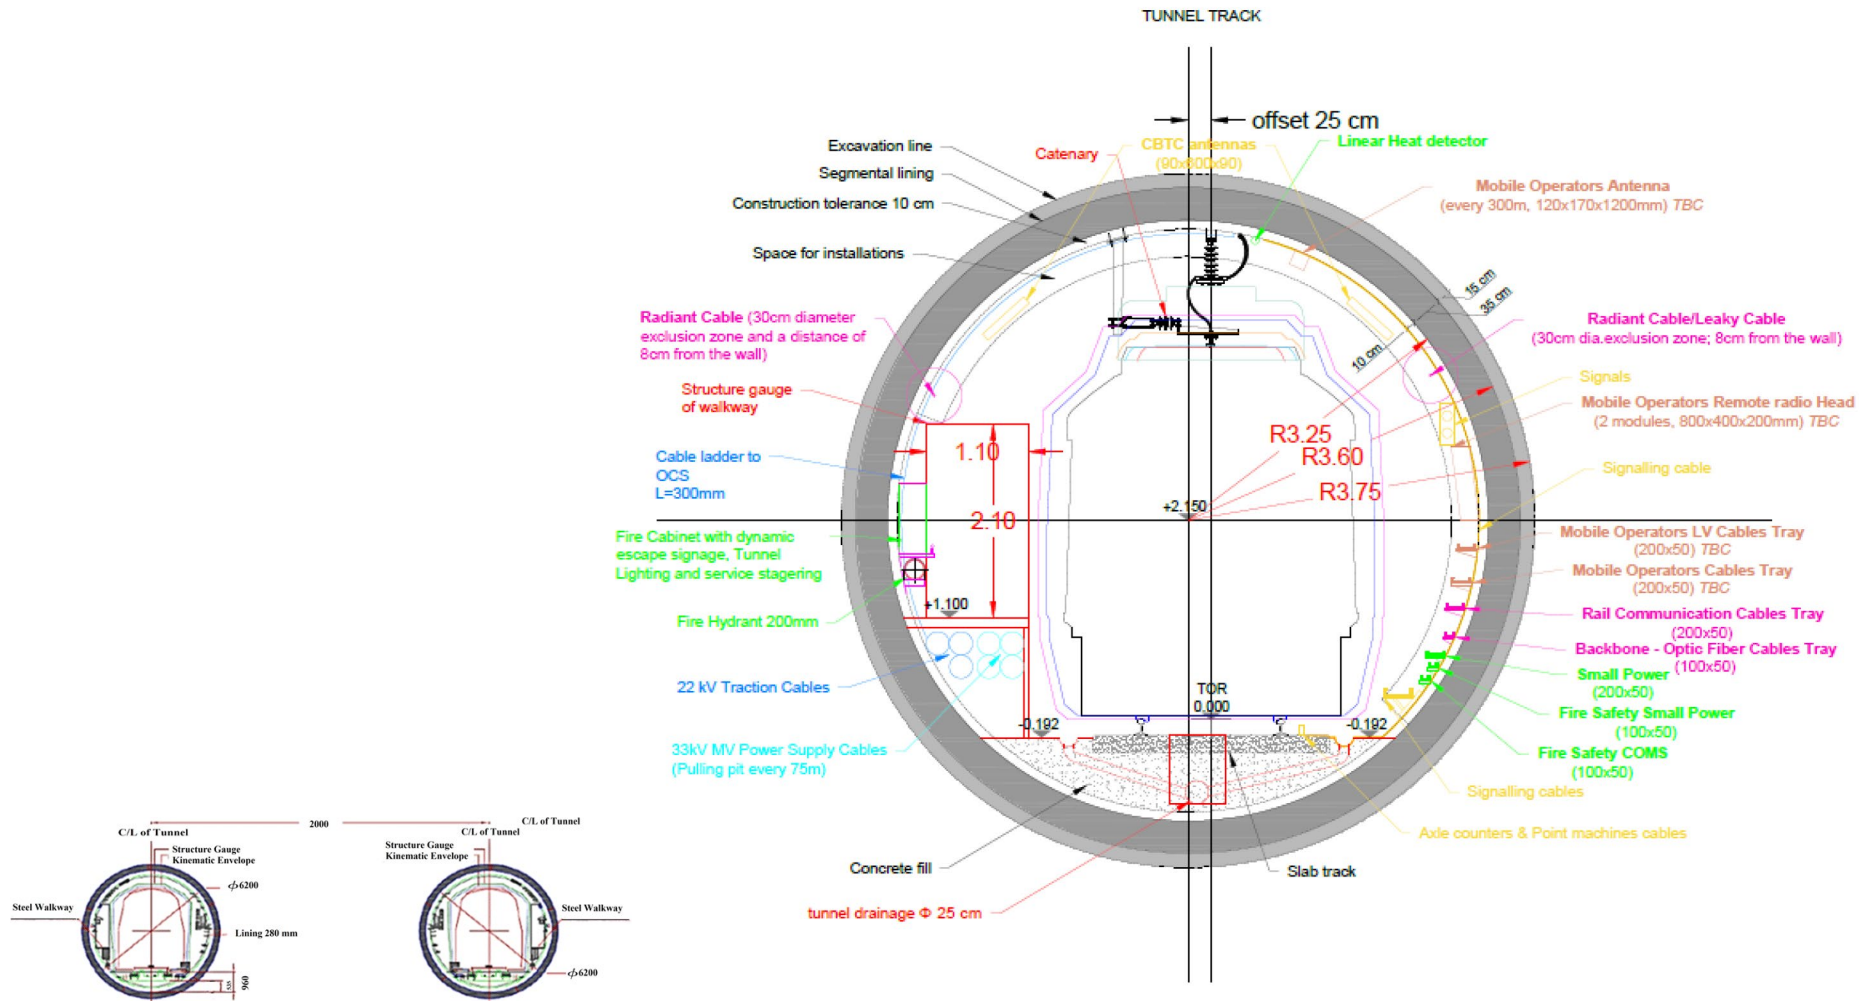 TUNNEL TRACK
offset 25 cm
Excavation line
Segmental lining
Construction tolerance 10 cm
Space for installations
Catenary
CBTC antennas
(90x600x90)
Linear Heat detector
Mobile Operators Antenna
(every 300m, 120x170x1200mm) TBC
15 cm
35 cm
10 cm
Radiant Cable (30cm diameter
exclusion zone and a distance of
8cm from the wall)
Structure gauge
of walkway
Cable ladder to
OCS
L=300mm
Fire Cabinet with dynamic
escape signage, Tunnel
Lighting and service stagering
Fire Hydrant 200mm
22 kV Traction Cables
33kV MV Power Supply Cables
(Pulling pit every 75m)
1.10
2.10
+1.100
R3.25
R3.60
R3.75
+2.150
TOR
0.000
-0.192
-0.192
Radiant Cable/Leaky Cable
(30cm dia.exclusion zone; 8cm from the wall)
Signals
Mobile Operators Remote radio Head
(2 modules, 800x400x200mm) TBC
Signalling cable
Mobile Operators LV Cables Tray
(200x50) TBC
Mobile Operators Cables Tray
(200x50) TBC
Rail Communication Cables Tray
(200x50)
Backbone - Optic Fiber Cables Tray
(100x50)
Small Power
(200x50)
Fire Safety Small Power
(100x50)
Fire Safety COMS
(100x50)
Signalling cables
Axle counters & Point machines cables
Concrete fill
Slab track
tunnel drainage Φ 25 cm
2000
C/L of Tunnel
C/L of Tunnel
C/L of Tunnel
Structure Gauge
Kinematic Envelope
Structure Gauge
Kinematic Envelope
ϕ6200
Steel Walkway
Steel Walkway
Lining 280 mm
ϕ6200
960